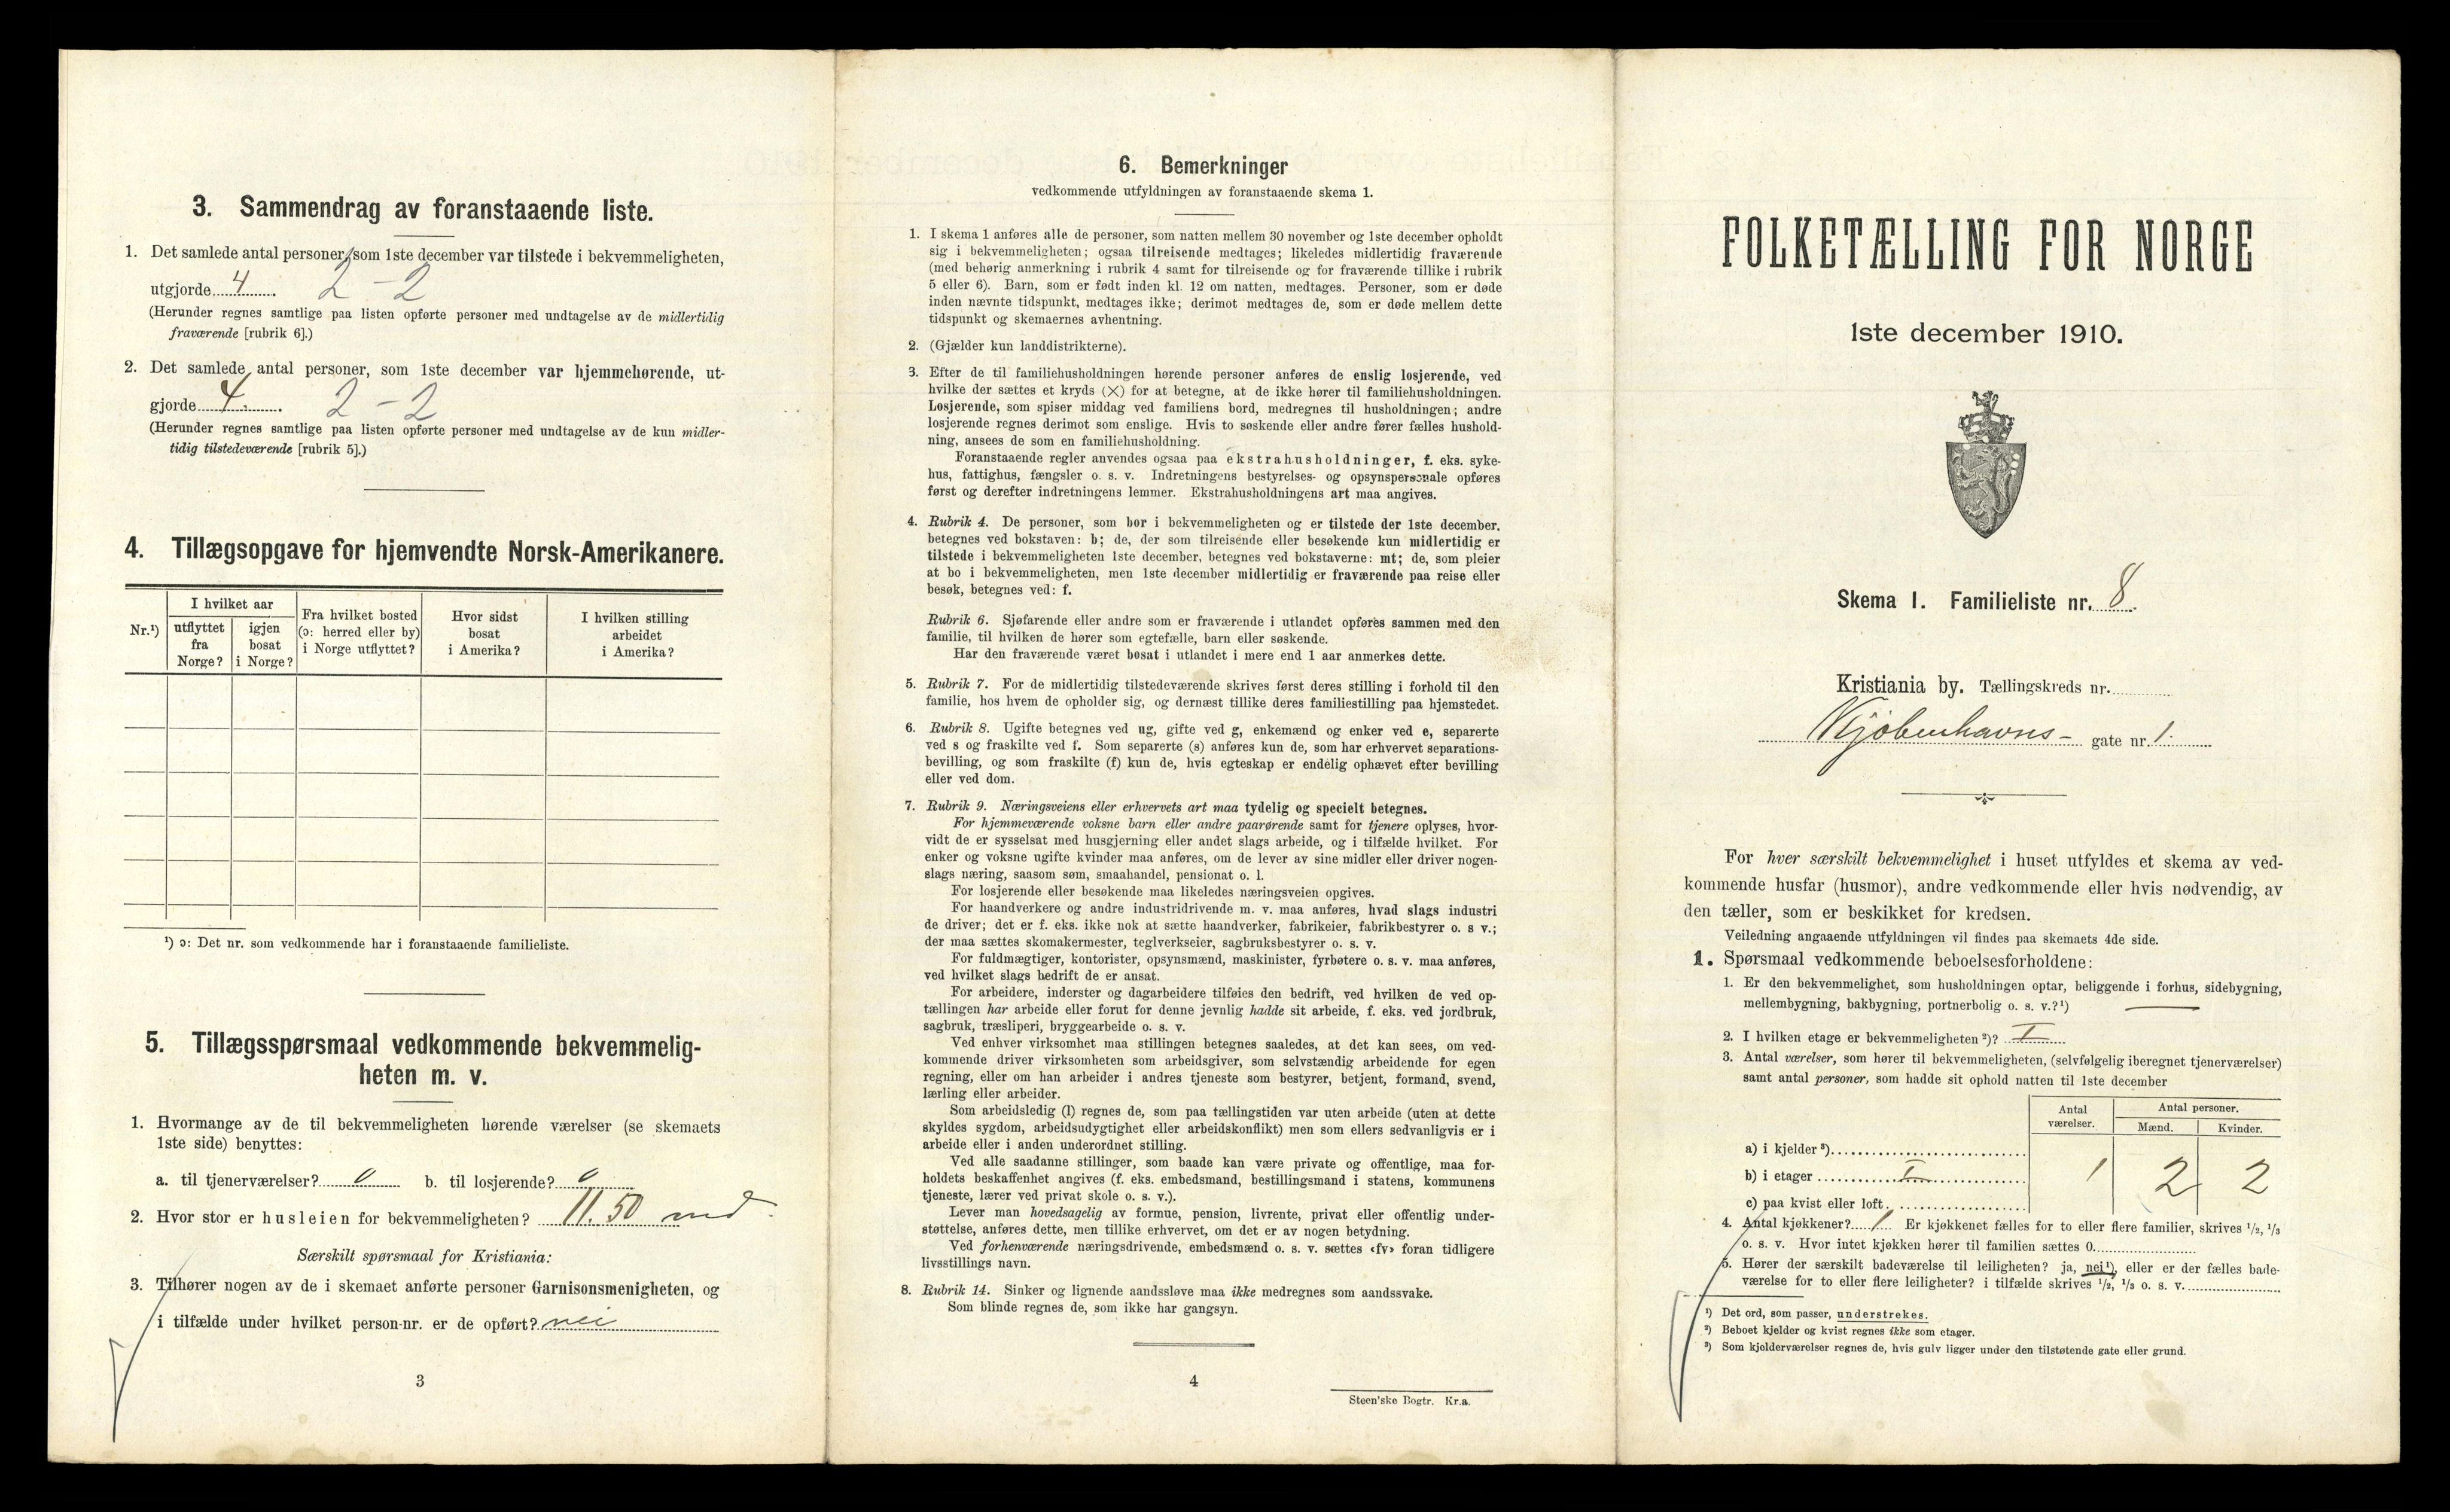 3. Sammendrag av foranstaaende liste.
1. Det samlede antal personer, som 1ste december var tilstede i bekvemmeligheten,
utgjorde 4. 2 - 2
(Herunder regnes samtlige paa listen opførte personer med undtagelse av de midlertidig
fraværende [rubrik 6].)
2. Det samlede antal personer, som 1ste december var hjemmehørende, ut-
gjorde 4. 2 - 2
(Herunder regnes samtlige paa listen opførte personer med undtagelse av de kun midler-
tidig tilstedeværende [rubrik 5].)
4. Tillægsopgave for hjemvendte Norsk-Amerikanere.
Nr.¹)
I hvilket aar
utflyttet fra Norge?
igjen bosat i Norge?
Fra hvilket bosted (ɔ: herred eller by) i Norge utflyttet?
Hvor sidst bosat i Amerika?
I hvilken stilling arbeidet i Amerika?
¹) ɔ: Det nr. som vedkommende har i foranstaaende familieliste.
5. Tillægsspørsmaal vedkommende bekvemmelig-
heten m. v.
1. Hvormange av de til bekvemmeligheten hørende værelser (se skemaets
1ste side) benyttes:
a. til tjenerværelser? 0 b. til losjerende? 0
2. Hvor stor er husleien for bekvemmeligheten? 11.50 md.
Særskilt spørsmaal for Kristiania:
3. Tilhører nogen av de i skemaet anførte personer Garnisonsmenigheten, og
i tilfælde under hvilket person-nr. er de opført? nei
3
6. Bemerkninger
vedkommende utfyldningen av foranstaaende skema 1.
1. I skema 1 anføres alle de personer, som natten mellem 30 november og 1ste december opholdt
sig i bekvemmeligheten; ogsaa tilreisende medtages; likeledes midlertidig fraværende
(med behørig anmerkning i rubrik 4 samt for tilreisende og for fraværende tillike i rubrik
5 eller 6). Barn, som er født inden kl. 12 om natten, medtages. Personer, som er døde
inden nævnte tidspunkt, medtages ikke; derimot medtages de, som er døde mellem dette
tidspunkt og skemaernes avhentning.
2. (Gjælder kun landdistrikterne).
3. Efter de til familiehusholdningen hørende personer anføres de enslig losjerende, ved
hvilke der sættes et kryds (×) for at betegne, at de ikke hører til familiehusholdningen.
Losjerende, som spiser middag ved familiens bord, medregnes til husholdningen; andre
losjerende regnes derimot som enslige. Hvis to søskende eller andre fører fælles hushold-
ning, ansees de som en familiehusholdning.
Foranstaaende regler anvendes ogsaa paa ekstrahusholdninger, f. eks. syke-
hus, fattighus, fængsler o. s. v. Indretningens bestyrelses- og opsynspersonale opføres
først og derefter indretningens lemmer. Ekstrahusholdningens art maa angives.
4. Rubrik 4. De personer, som bor i bekvemmeligheten og er tilstede der 1ste december,
betegnes ved bokstaven: b; de, der som tilreisende eller besøkende kun midlertidig er
tilstede i bekvemmeligheten 1ste december, betegnes ved bokstaverne: mt; de, som pleier
at bo i bekvemmeligheten, men 1ste december midlertidig er fraværende paa reise eller
besøk, betegnes ved: f.
Rubrik 6. Sjøfarende eller andre som er fraværende i utlandet opføres sammen med den
familie, til hvilken de hører som egtefælle, barn eller søskende.
Har den fraværende været bosat i utlandet i mere end 1 aar anmerkes dette.
5. Rubrik 7. For de midlertidig tilstedeværende skrives først deres stilling i forhold til den
familie, hos hvem de opholder sig, og dernæst tillike deres familiestilling paa hjemstedet.
6. Rubrik 8. Ugifte betegnes ved ug, gifte ved g, enkemænd og enker ved e, separerte
ved s og fraskilte ved f. Som separerte (s) anføres kun de, som har erhvervet separations-
bevilling, og som fraskilte (f) kun de, hvis egteskap er endelig ophævet efter bevilling
eller ved dom.
7. Rubrik 9. Næringsveiens eller erhvervets art maa tydelig og specielt betegnes.
For hjemmeværende voksne barn eller andre paarørende samt for tjenere oplyses, hvor-
vidt de er sysselsat med husgjerning eller andet slags arbeide, og i tilfælde hvilket. For
enker og voksne ugifte kvinder maa anføres, om de lever av sine midler eller driver nogen-
slags næring, saasom søm, smaahandel, pensionat o. l.
For losjerende eller besøkende maa likeledes næringsveien opgives.
For haandverkere og andre industridrivende m. v. maa anføres, hvad slags industri
de driver; det er f. eks. ikke nok at sætte haandverker, fabrikeier, fabrikbestyrer o. s v.;
der maa sættes skomakermester, teglverkseier, sagbruksbestyrer o. s. v.
For fuldmægtiger, kontorister, opsynsmænd, maskinister, fyrbøtere o. s. v. maa anføres,
ved hvilket slags bedrift de er ansat.
For arbeidere, inderster og dagarbeidere tilføies den bedrift, ved hvilken de ved op-
tællingen har arbeide eller forut for denne jevnlig hadde sit arbeide, f. eks. ved jordbruk,
sagbruk, træsliperi, bryggearbeide o. s. v.
Ved enhver virksomhet maa stillingen betegnes saaledes, at det kan sees, om ved-
kommende driver virksomheten som arbeidsgiver, som selvstændig arbeidende for egen
regning, eller om han arbeider i andres tjeneste som bestyrer, betjent, formand, svend,
lærling eller arbeider.
Som arbeidsledig (l) regnes de, som paa tællingstiden var uten arbeide (uten at dette
skyldes sygdom, arbeidsudygtighet eller arbeidskonflikt) men som ellers sedvanligvis er i
arbeide eller i anden underordnet stilling.
Ved alle saadanne stillinger, som baade kan være private og offentlige, maa for-
holdets beskaffenhet angives (f. eks. embedsmand, bestillingsmand i statens, kommunens
tjeneste, lærer ved privat skole o. s. v.).
Lever man hovedsagelig av formue, pension, livrente, privat eller offentlig under-
støttelse, anføres dette, men tillike erhvervet, om det er av nogen betydning.
Ved forhenværende næringsdrivende, embedsmænd o. s. v. sættes «fv» foran tidligere
livsstillings navn.
8. Rubrik 14. Sinker og lignende aandssløve maa ikke medregnes som aandssvake.
Som blinde regnes de, som ikke har gangsyn.
4
Steen'ske Bogtr. Kr.a.
FOLKETÆLLING FOR NORGE
1ste december 1910.
Skema 1. Familieliste nr. 8.
Kristiania by. Tællingskreds nr.
Kjøbenhavns- gate nr. 1.
For hver særskilt bekvemmelighet i huset utfyldes et skema av ved-
kommende husfar (husmor), andre vedkommende eller hvis nødvendig, av
den tæller, som er beskikket for kredsen.
Veiledning angaaende utfyldningen vil findes paa skemaets 4de side.
1. Spørsmaal vedkommende beboelsesforholdene:
1. Er den bekvemmelighet, som husholdningen optar, beliggende i forhus, sidebygning,
mellembygning, bakbygning, portnerbolig o. s. v.?¹) —
2. I hvilken etage er bekvemmeligheten²)? I
3. Antal værelser, som hører til bekvemmeligheten, (selvfølgelig iberegnet tjenerværelser)
samt antal personer, som hadde sit ophold natten til 1ste december
Antal værelser. Antal personer.
Mænd. Kvinder.
a) i kjelder³)
b) i etager I 1 2 2
c) paa kvist eller loft
4. Antal kjøkkener? 1 Er kjøkkenet fælles for to eller flere familier, skrives 1/2, 1/3
o. s. v. Hvor intet kjøkken hører til familien sættes 0.
5. Hører der særskilt badeværelse til leiligheten? ja, nei¹), eller er der fælles bade-
værelse for to eller flere leiligheter? i tilfælde skrives 1/2, 1/3 o. s. v.
¹) Det ord, som passer, understrekes.
²) Beboet kjelder og kvist regnes ikke som etager.
³) Som kjelderværelser regnes de, hvis gulv ligger under den tilstøtende gate eller grund.